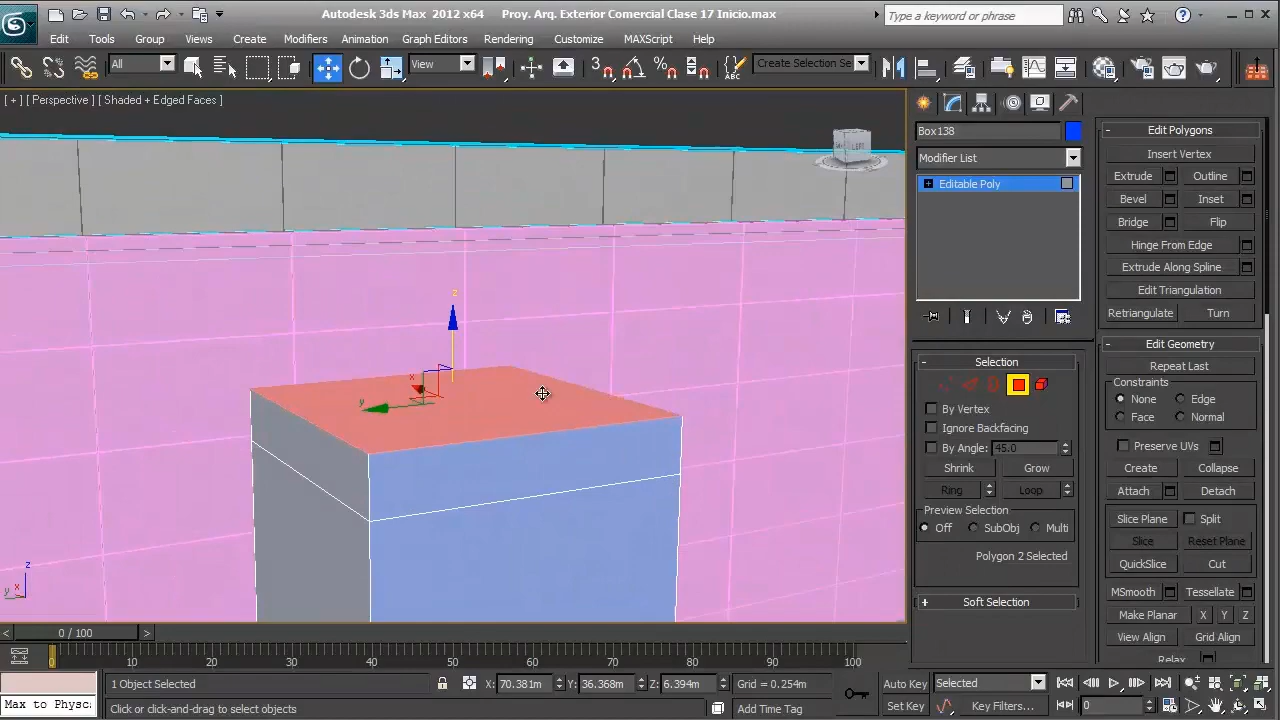 Autodesk 3ds Max 2012 x64 Proy. Arq. Exterior Comercial Clase 17 Inicio.max
Type a keyword or phrase
Edit Tools Group Views Create Modifiers Animation Graph Editors Rendering Customize MAXScript Help
All View Create Selection Se
[ + ] [ Perspective ] [ Shaded + Edged Faces ]
LEFT
z
x
y
z
y x
Box138
Modifier List
Editable Poly
Selection
By Vertex
Ignore Backfacing
By Angle: 45.0
Shrink Grow
Ring Loop
Preview Selection
Off SubObj Multi
Polygon 2 Selected
Soft Selection
Edit Polygons
Insert Vertex
Extrude Outline
Bevel Inset
Bridge Flip
Hinge From Edge
Extrude Along Spline
Edit Triangulation
Retriangulate Turn
Edit Geometry
Repeat Last
Constraints
None Edge
Face Normal
Preserve UVs
Create Collapse
Attach Detach
Slice Plane Split
Slice Reset Plane
QuickSlice Cut
MSmooth Tessellate
Make Planar X Y Z
View Align Grid Align
Relax
0 / 100
0 10 20 30 40 50 60 70 80 90 100
1 Object Selected X: 70.381m Y: 36.368m Z: 6.394m Grid = 0.254m Auto Key Selected
Max to Physc Click or click-and-drag to select objects Add Time Tag Set Key Key Filters... 0